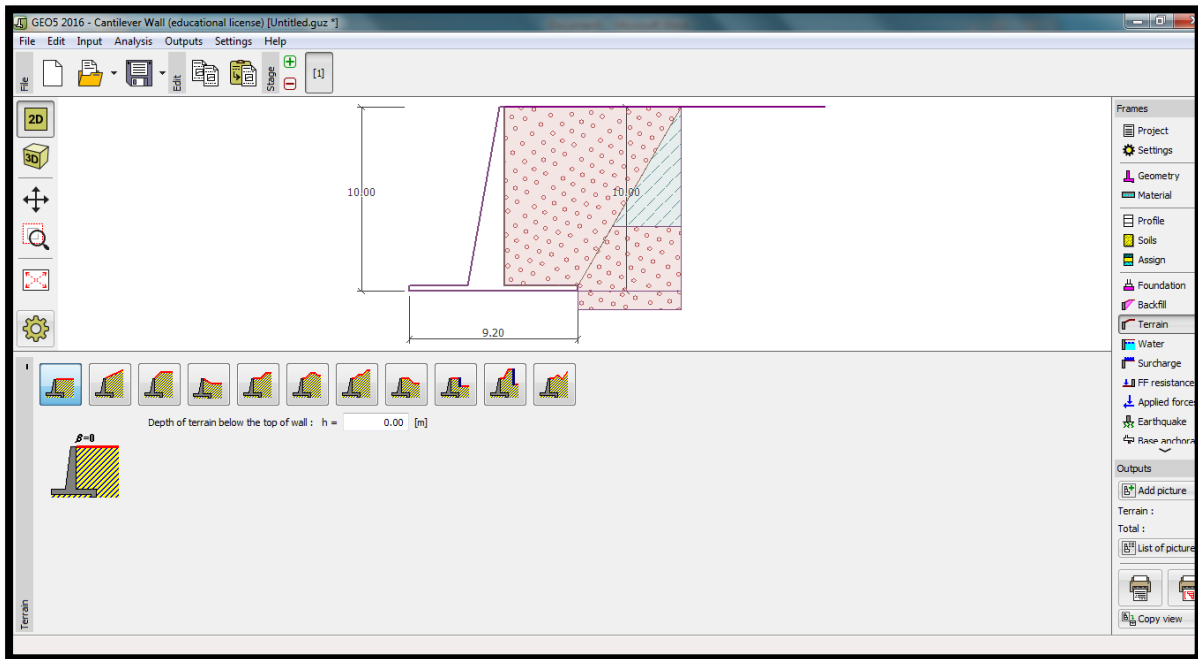 GEO5 2016 - Cantilever Wall (educational license) [Untitled.guz *]
File Edit Input Analysis Outputs Settings Help
File
Edit
Stage
[1]
2D
3D
10.00
10.00
9.20
Frames
Project
Settings
Geometry
Material
Profile
Soils
Assign
Foundation
Backfill
Terrain
Water
Surcharge
FF resistance
Applied forces
Earthquake
Base anchora
Depth of terrain below the top of wall : h = 0.00 [m]
β=0
Terrain
Outputs
Add picture
Terrain :
Total :
List of picture
Copy view